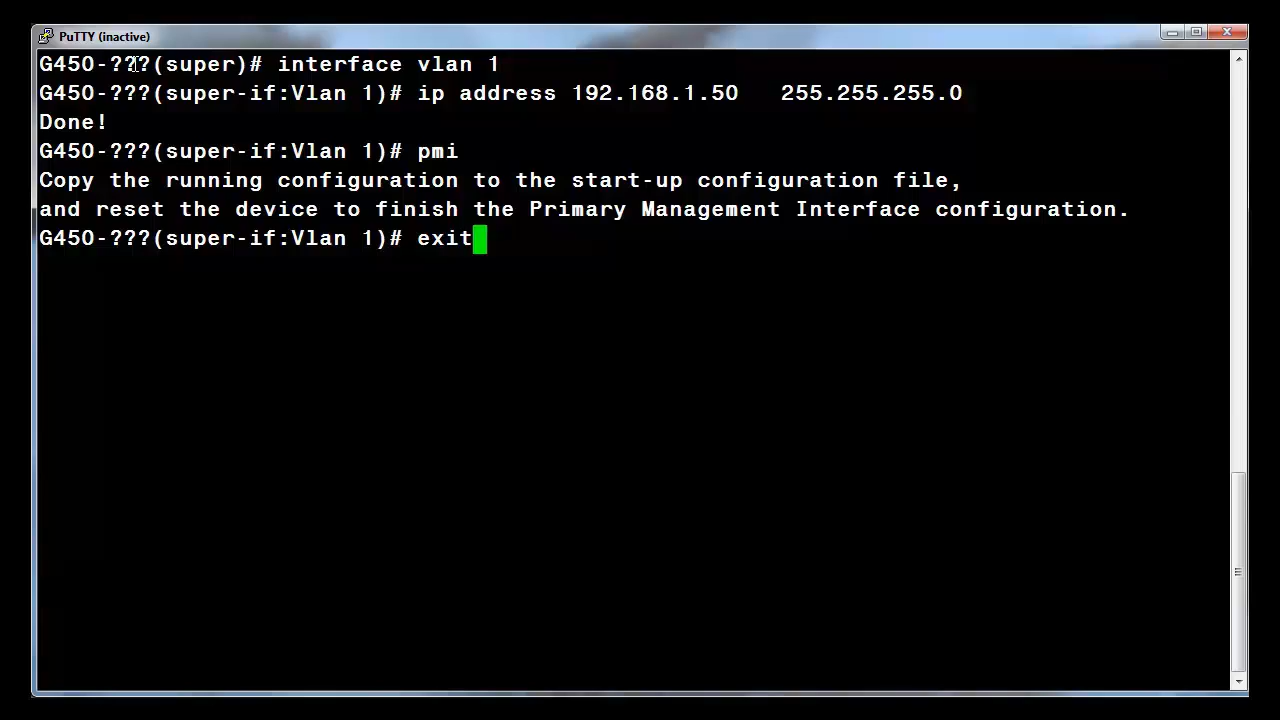 PuTTY (inactive)
G450-???(super)# interface vlan 1
G450-???(super-if:Vlan 1)# ip address 192.168.1.50   255.255.255.0
Done!
G450-???(super-if:Vlan 1)# pmi
Copy the running configuration to the start-up configuration file,
and reset the device to finish the Primary Management Interface configuration.
G450-???(super-if:Vlan 1)# exit